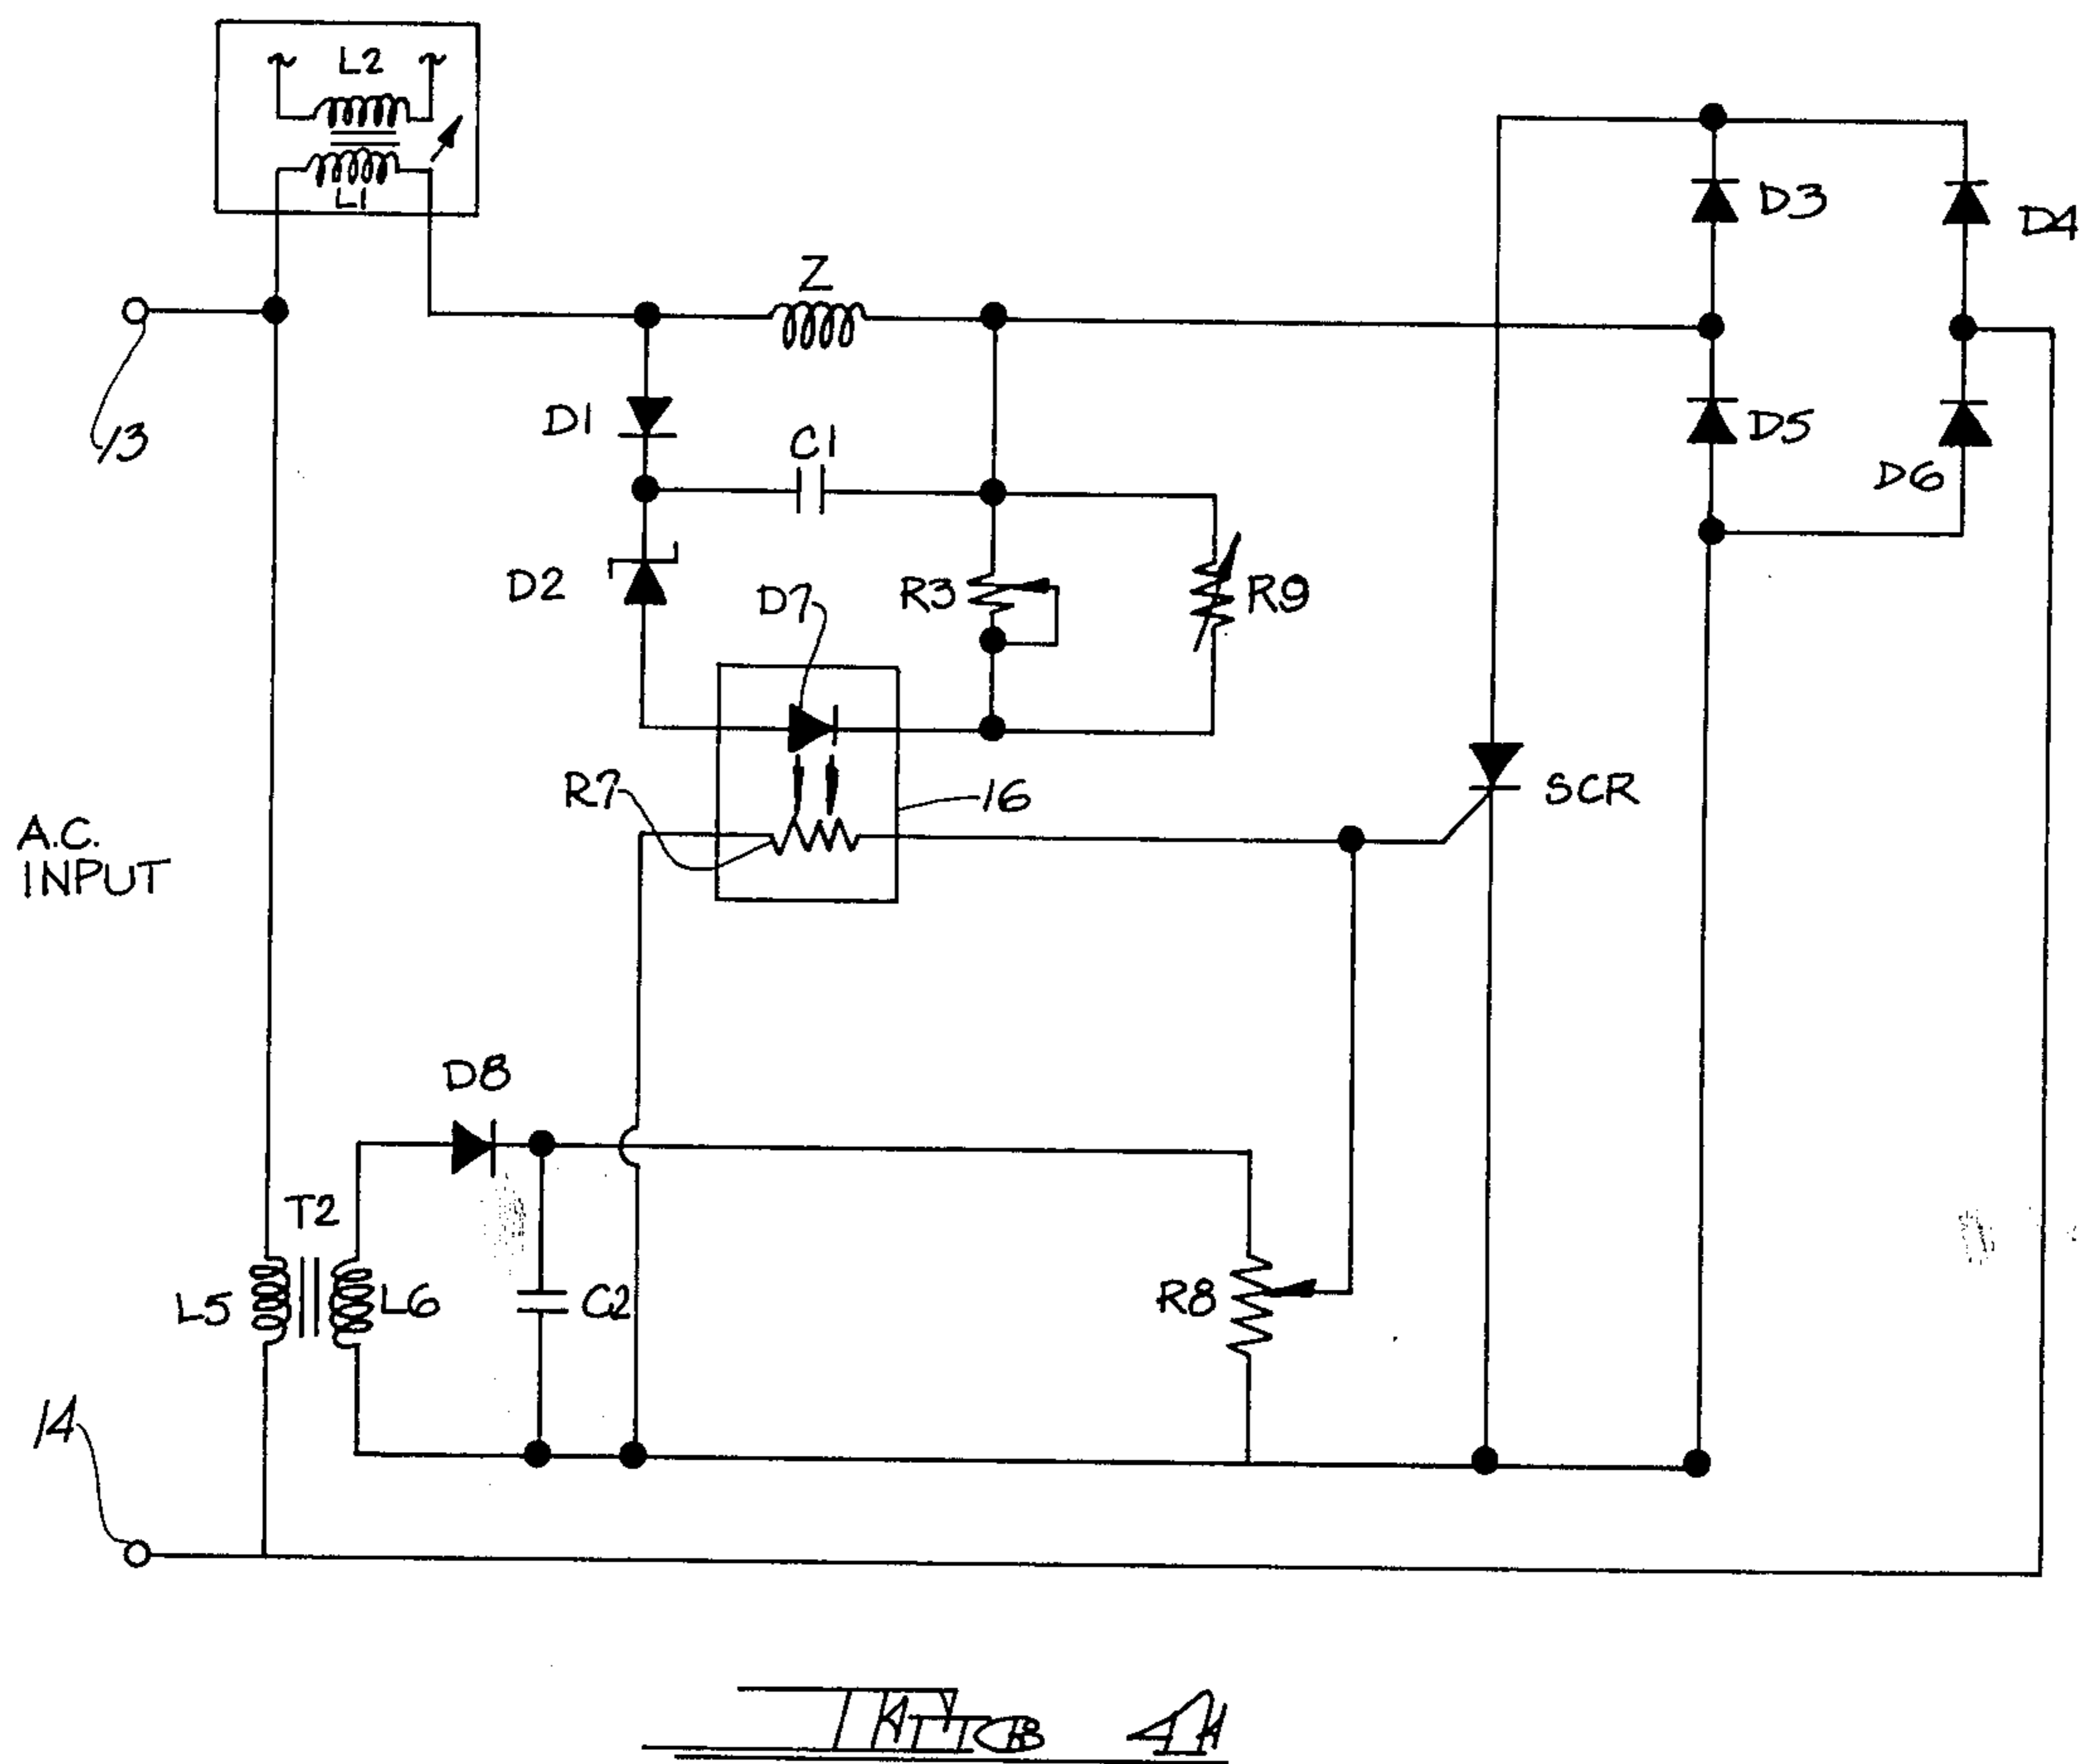 L2
L1
Z
D3
D4
13
D1
C1
D5
D6
D2
D7
R3
R9
R7
16
SCR
A.C.
INPUT
D8
T2
L5
L6
C2
R8
14